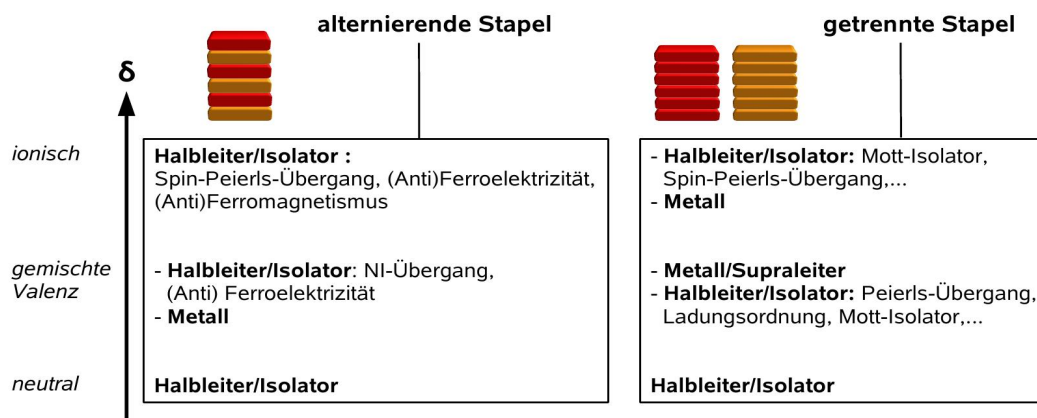 alternierende Stapel
getrennte Stapel
δ
ionisch
Halbleiter/Isolator :
Spin-Peierls-Übergang, (Anti)Ferroelektrizität,
(Anti)Ferromagnetismus
- Halbleiter/Isolator: Mott-Isolator,
Spin-Peierls-Übergang,...
- Metall
gemischte
Valenz
- Halbleiter/Isolator: NI-Übergang,
(Anti) Ferroelektrizität
- Metall
- Metall/Supraleiter
- Halbleiter/Isolator: Peierls-Übergang,
Ladungsordnung, Mott-Isolator,...
neutral
Halbleiter/Isolator
Halbleiter/Isolator